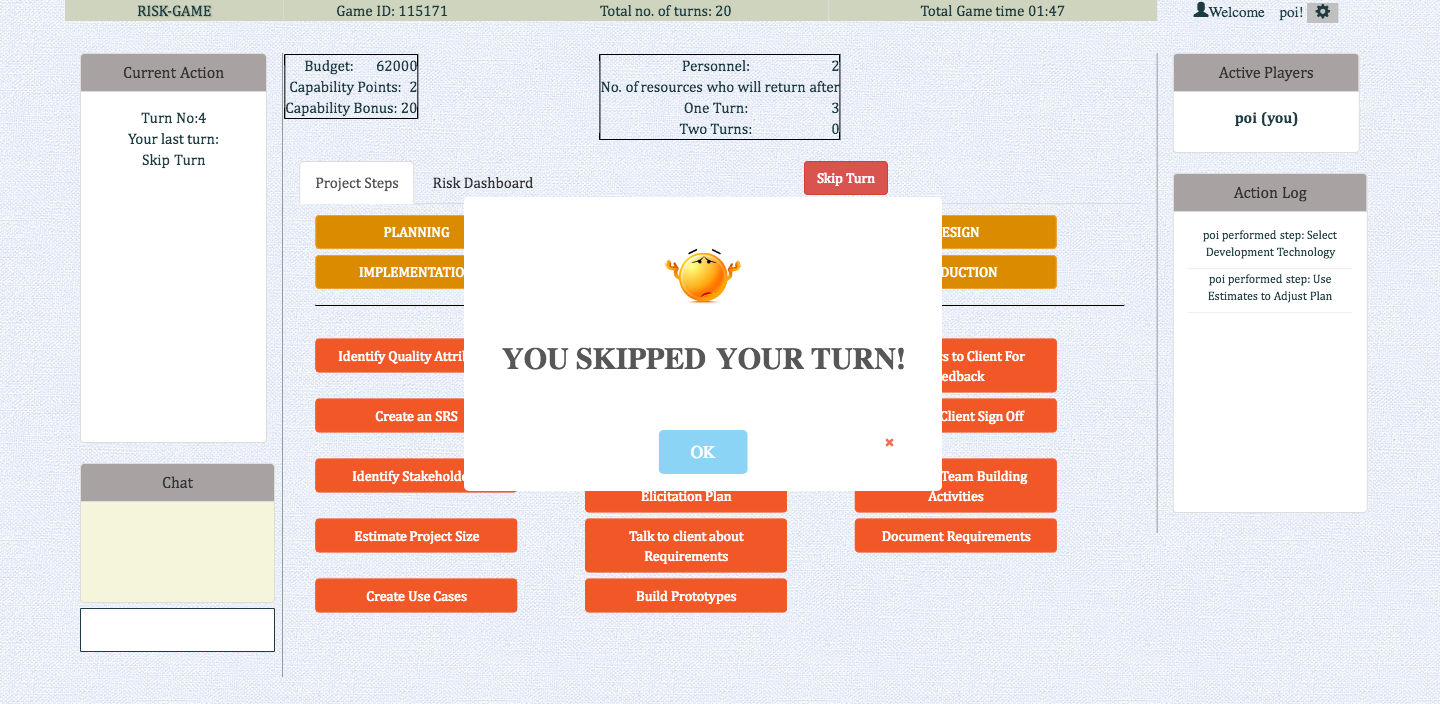 RISK-GAME
Game ID: 115171
Total no. of turns: 20
Total Game time 01:47
Welcome poi!
Current Action
Turn No:4
Your last turn:
Skip Turn
Chat
Budget: 62000
Capability Points: 2
Capability Bonus: 20
Personnel: 2
No. of resources who will return after
One Turn: 3
Two Turns: 0
Project Steps
Risk Dashboard
Skip Turn
PLANNING
IMPLEMENTATIO
Identify Quality
Create an SRS
Identify
Estimate Project Size
Create Use Cases
YOU SKIPPED YOUR TURN!
OK
Elicitation Plan
Talk to client about
Requirements
Build Prototypes
to Client For
Client Sign Off
Team Building
Activities
Document Requirements
Active Players
poi (you)
Action Log
poi performed step: Select
Development Technology
poi performed step: Use
Estimates to Adjust Plan